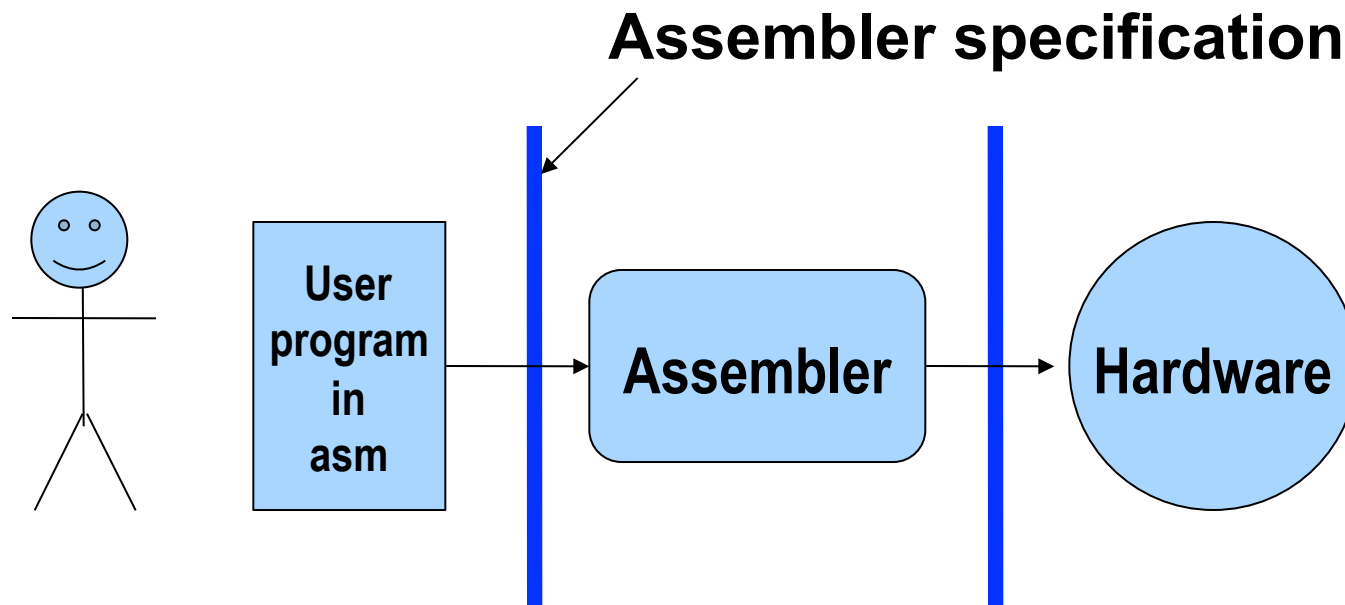 Assembler specification
User
program
in
asm
Assembler
Hardware